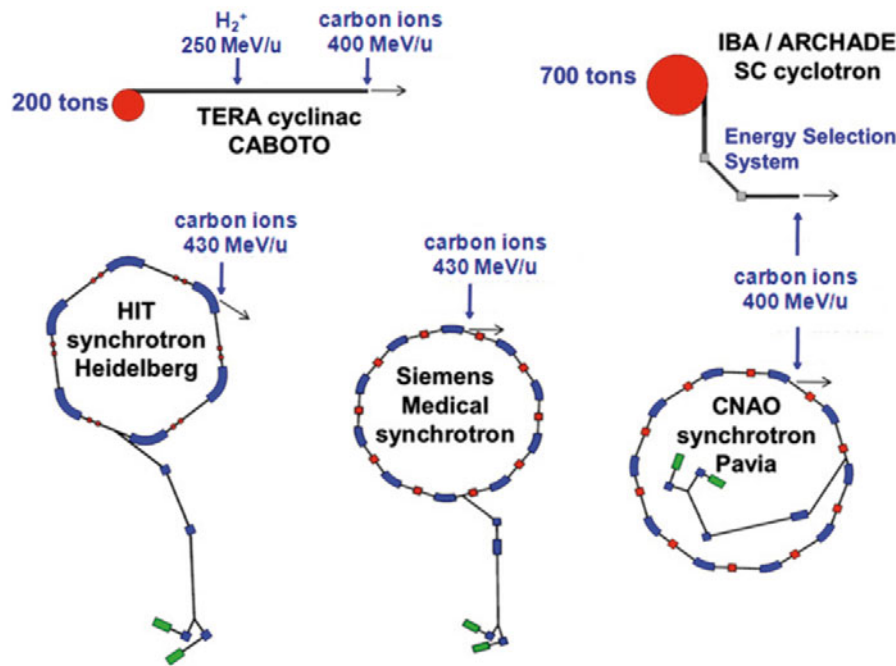 H₂⁺
250 MeV/u
carbon ions
400 MeV/u
200 tons
TERA cyclinac
CABOTO
IBA / ARCHADE
SC cyclotron
700 tons
Energy Selection
System
carbon ions
430 MeV/u
HIT
synchrotron
Heidelberg
carbon ions
430 MeV/u
Siemens
Medical
synchrotron
carbon ions
400 MeV/u
CNAO
synchrotron
Pavia